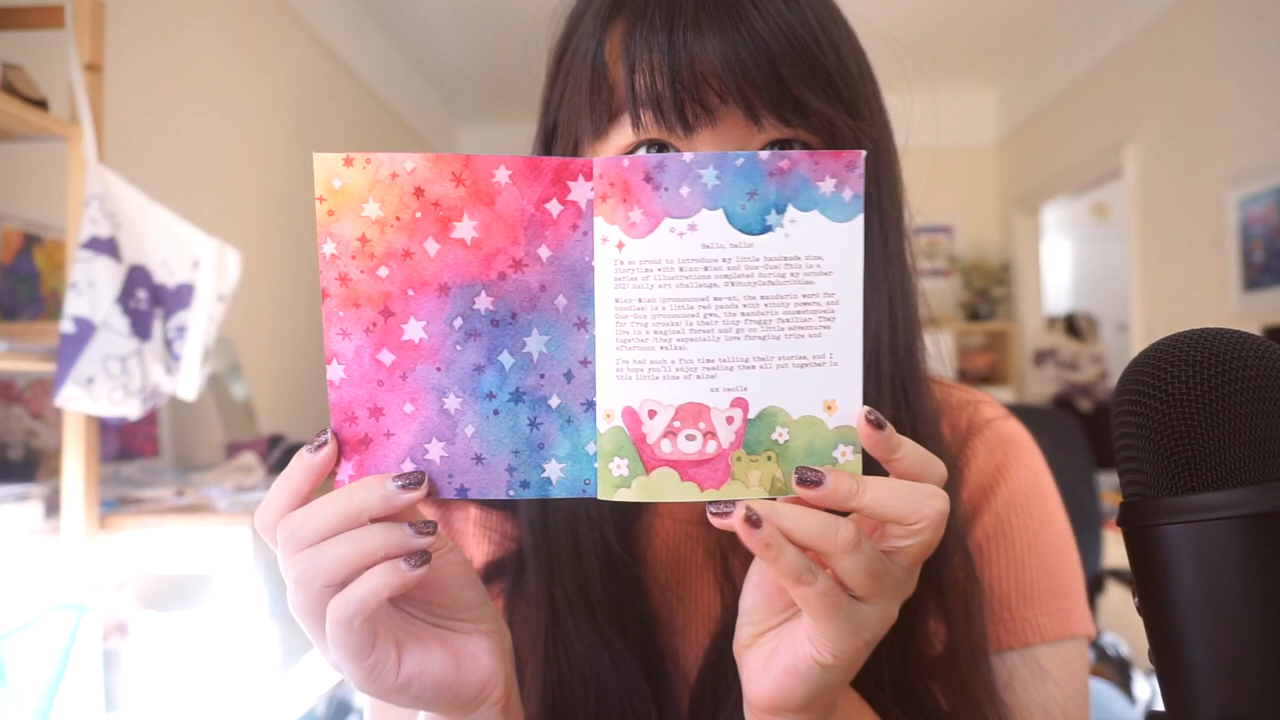 Hello, hello!
I'm so proud to introduce my little handmade zine,
Storytime with Mian-Mian and Gua-Gua! This is a
series of illustrations completed during my october
2021 daily art challenge, #WitchyCafeScribbles.
Mian-Mian (pronounced me-an, the mandarin word for
noodles) is a little red panda with witchy powers, and
Gua-Gua (pronounced gwa, the mandarin onomatopoeia
for frog croaks) is their tiny froggy familiar. They
live in a magical forest and go on little adventures
together (they especially love foraging trips and
afternoon walks).
I've had such a fun time telling their stories, and I
so hope you'll enjoy reading them all put together in
this little zine of mine!
xx cecile